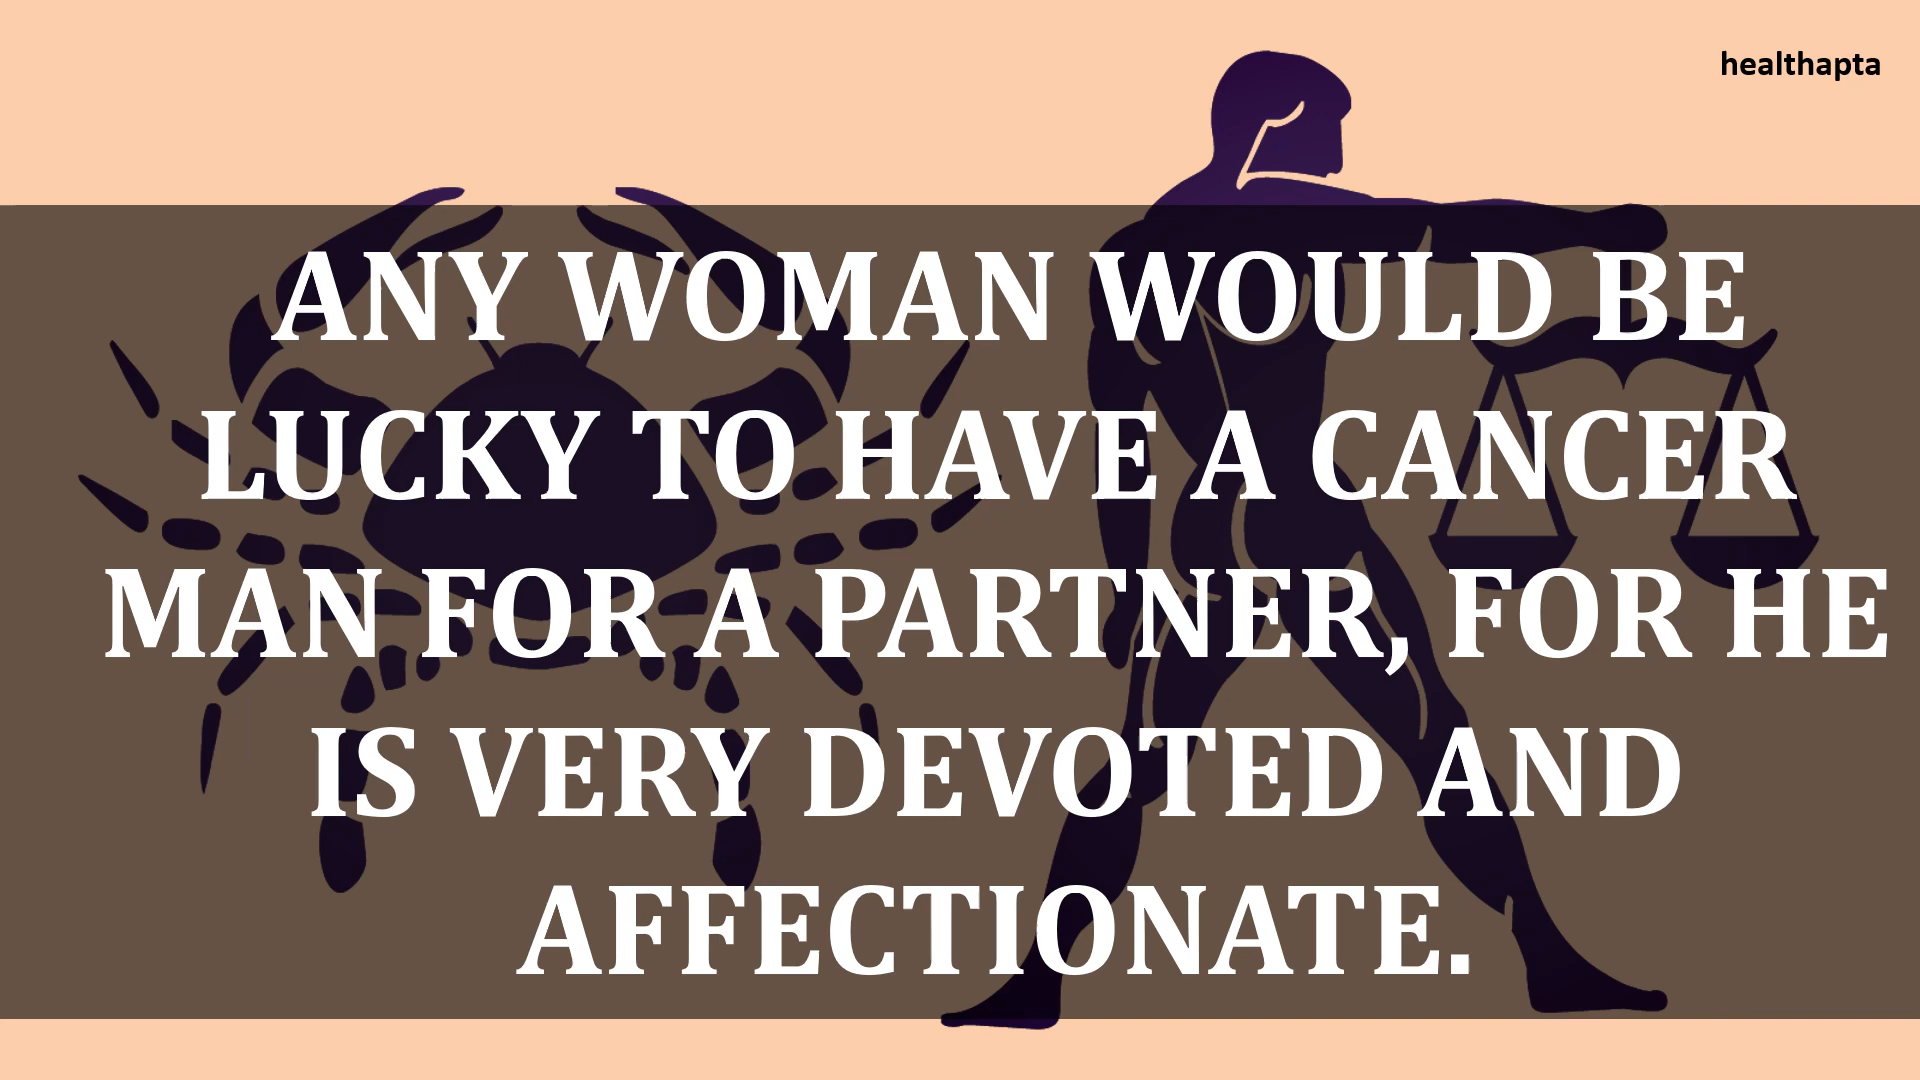 healthapta
ANY WOMAN WOULD BE
LUCKY TO HAVE A CANCER
MAN FOR A PARTNER, FOR HE
IS VERY DEVOTED AND
AFFECTIONATE.